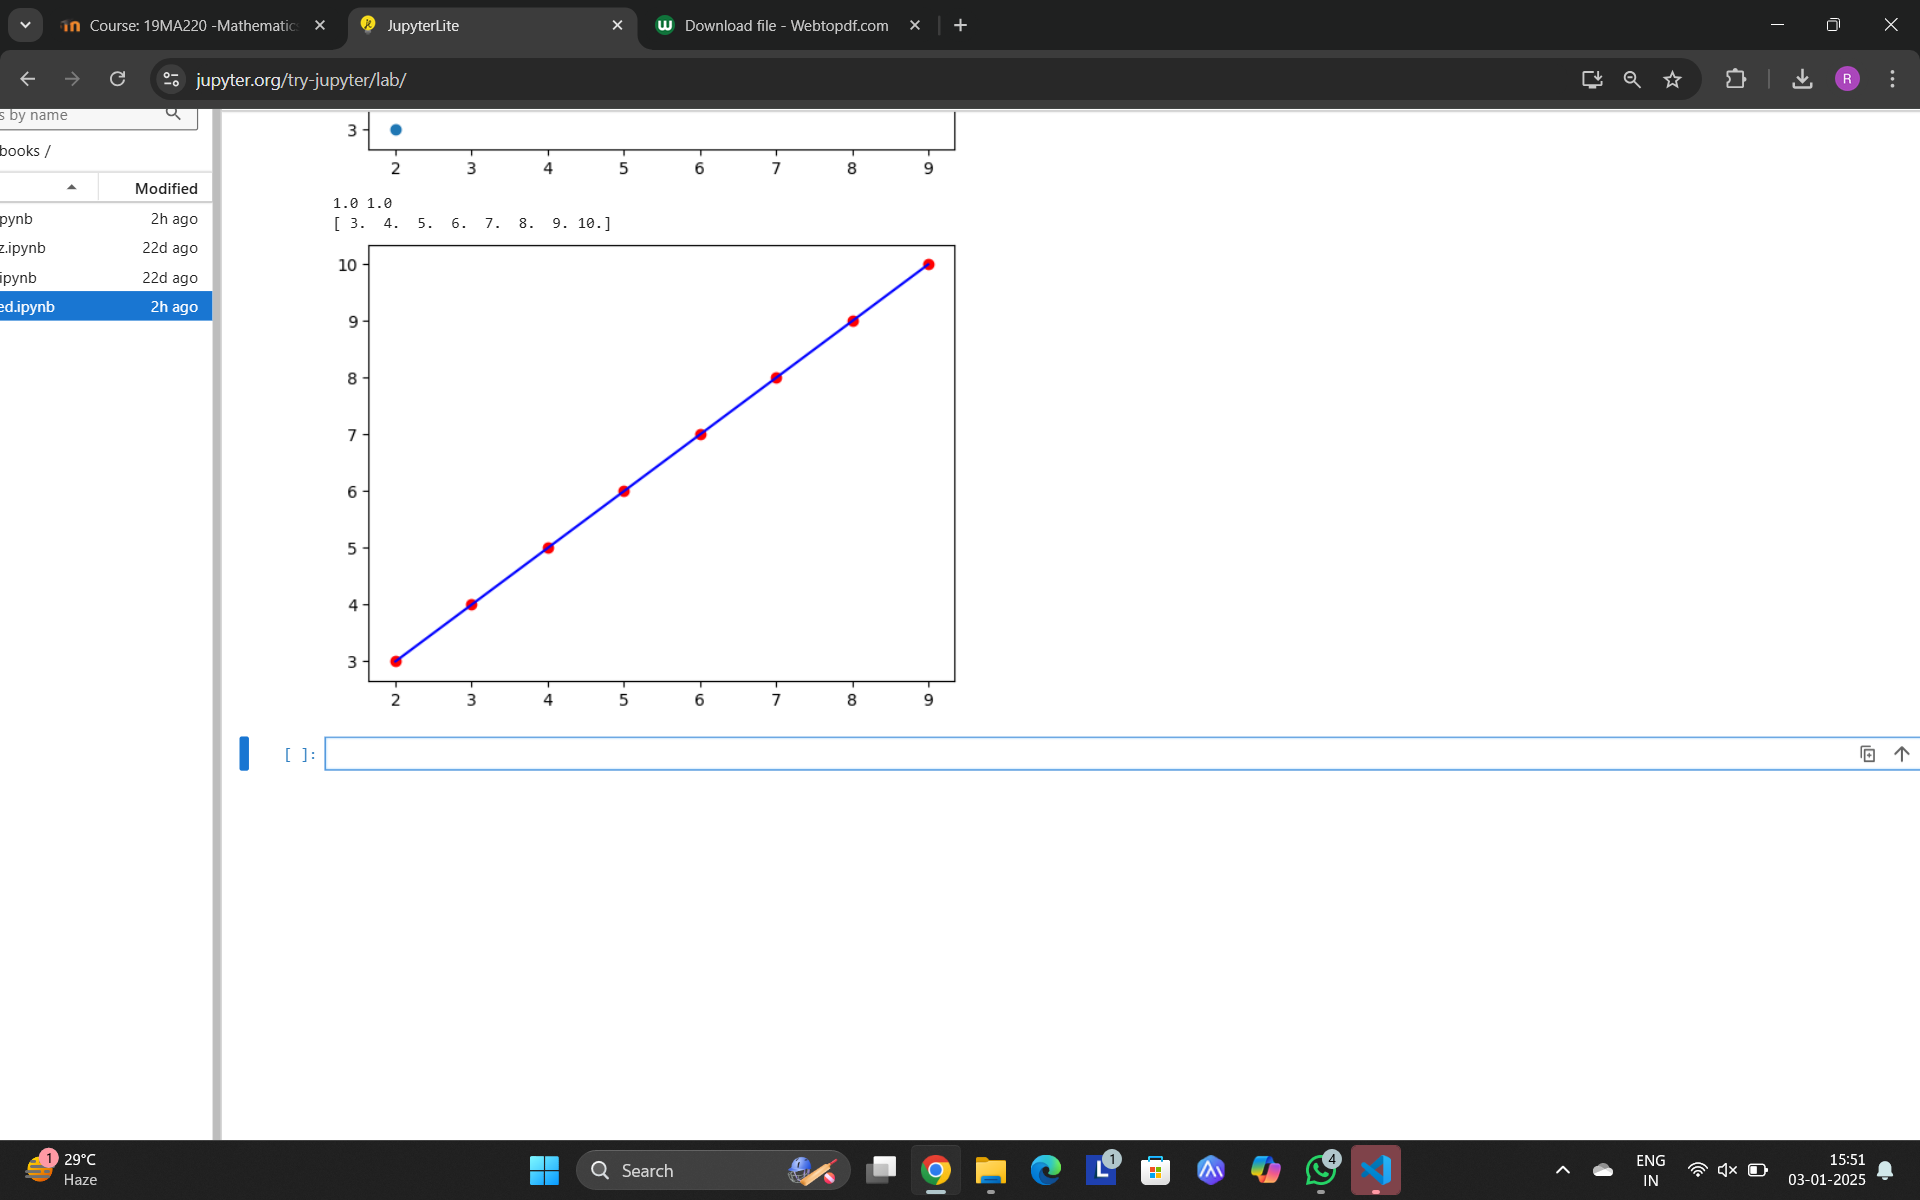 Course: 19MA220 -Mathematic
JupyterLite
Download file - Webtopdf.com
jupyter.org/try-jupyter/lab/
R
s by name
books /
Modified
pynb 2h ago
z.ipynb 22d ago
ipynb 22d ago
ed.ipynb 2h ago
3
2 3 4 5 6 7 8 9
1.0 1.0
[ 3. 4. 5. 6. 7. 8. 9. 10.]
10
9
8
7
6
5
4
3
2 3 4 5 6 7 8 9
[ ]:
1
29°C
Haze
Search
L
1
4
ENG
IN
15:51
03-01-2025